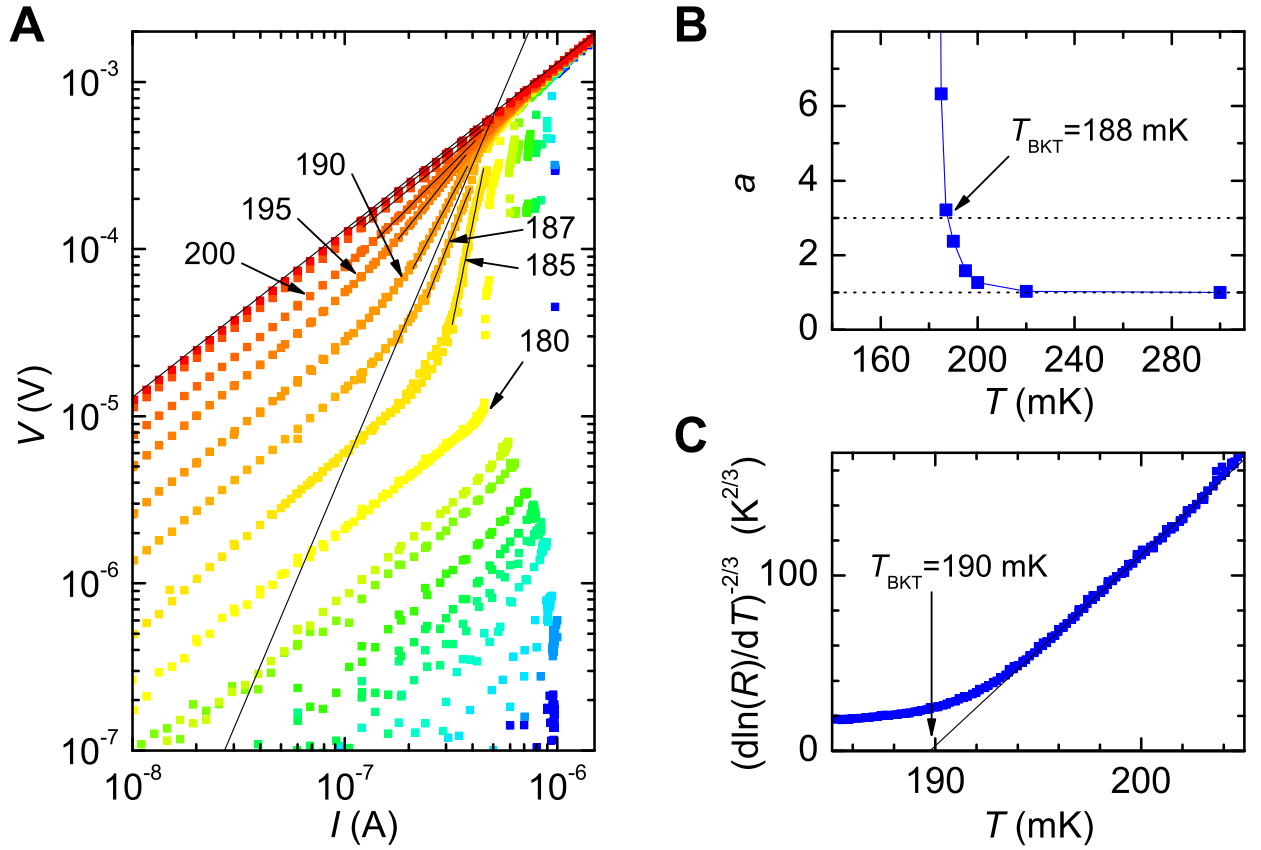 A
V (V)
10⁻³
10⁻⁴
10⁻⁵
10⁻⁶
10⁻⁷
190
195
200
187
185
180
10⁻⁸ 10⁻⁷ 10⁻⁶
I (A)
B
a
6
4
2
0
T_BKT=188 mK
160 200 240 280
T (mK)
C
(dln(R)/dT)^-2/3 (K^2/3)
100
0
T_BKT=190 mK
190 200
T (mK)